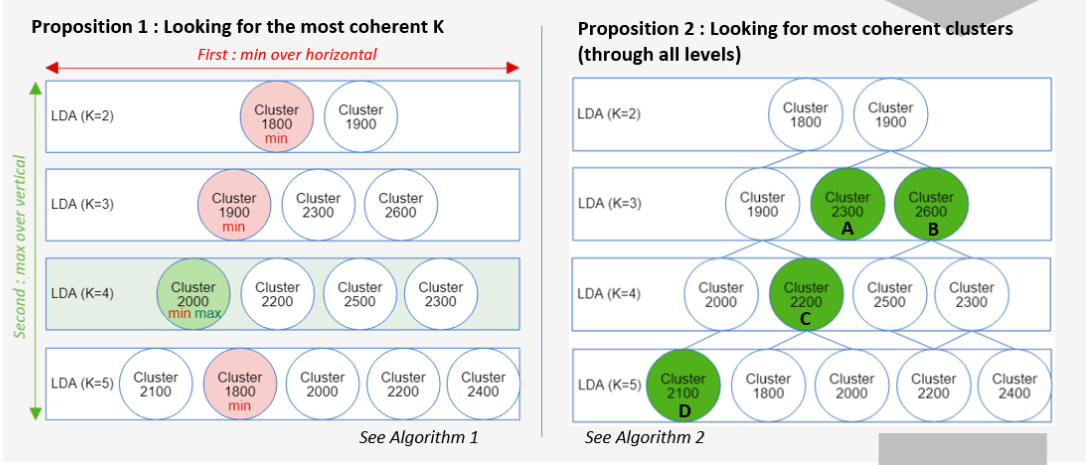 Proposition 1 : Looking for the most coherent K
First : min over horizontal
Second : max over vertical
LDA (K=2)
Cluster
1800
min
Cluster
1900
LDA (K=3)
Cluster
1900
min
Cluster
2300
Cluster
2600
LDA (K=4)
Cluster
2000
min max
Cluster
2200
Cluster
2500
Cluster
2300
LDA (K=5)
Cluster
2100
Cluster
1800
min
Cluster
2000
Cluster
2200
Cluster
2400
See Algorithm 1
Proposition 2 : Looking for most coherent clusters
(through all levels)
LDA (K=2)
Cluster
1800
Cluster
1900
LDA (K=3)
Cluster
1900
Cluster
2300
A
Cluster
2600
B
LDA (K=4)
Cluster
2000
Cluster
2200
C
Cluster
2500
Cluster
2300
LDA (K=5)
Cluster
2100
D
Cluster
1800
Cluster
2000
Cluster
2200
Cluster
2400
See Algorithm 2